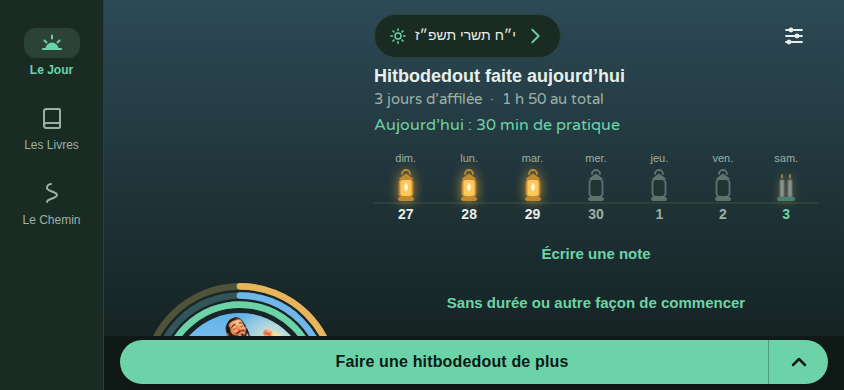 Le Jour
Les Livres
Le Chemin
י״ח תשרי תשפ״ז
Hitbodedout faite aujourd’hui
3 jours d’affilée · 1 h 50 au total
Aujourd’hui : 30 min de pratique
dim. lun. mar. mer. jeu. ven. sam.
27 28 29 30 1 2 3
Écrire une note
Sans durée ou autre façon de commencer
Faire une hitbodedout de plus